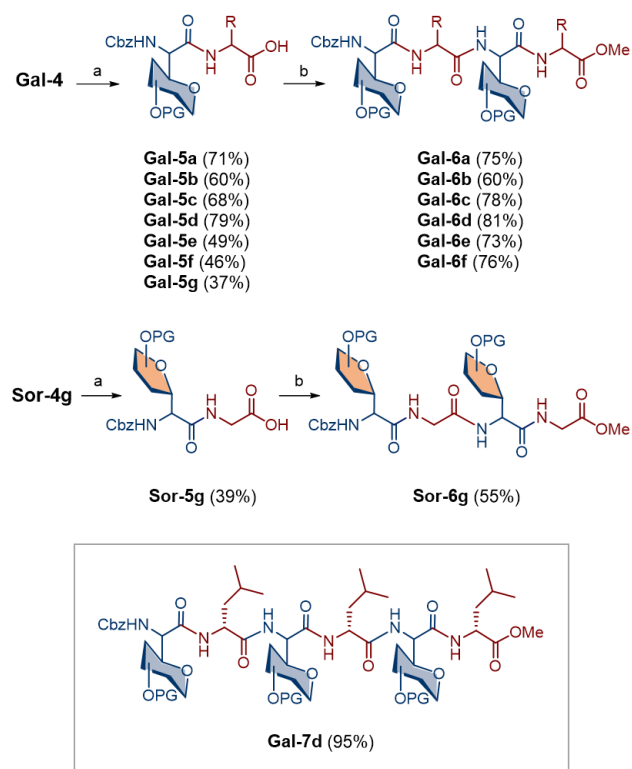 CbzHN O R N H OH O O OPG
CbzHN O R N H O H N O R N H OMe O O OPG O OPG
Gal-4 a b
Gal-5a (71%) Gal-6a (75%)
Gal-5b (60%) Gal-6b (60%)
Gal-5c (68%) Gal-6c (78%)
Gal-5d (79%) Gal-6d (81%)
Gal-5e (49%) Gal-6e (73%)
Gal-5f (46%) Gal-6f (76%)
Gal-5g (37%)
OPG O CbzHN O H N O OH
OPG O CbzHN O H N O N H OPG O O H N O OMe
Sor-4g a b
Sor-5g (39%) Sor-6g (55%)
CbzHN O N H O H N O N H O H N O N H OMe O
O OPG O OPG O OPG
Gal-7d (95%)